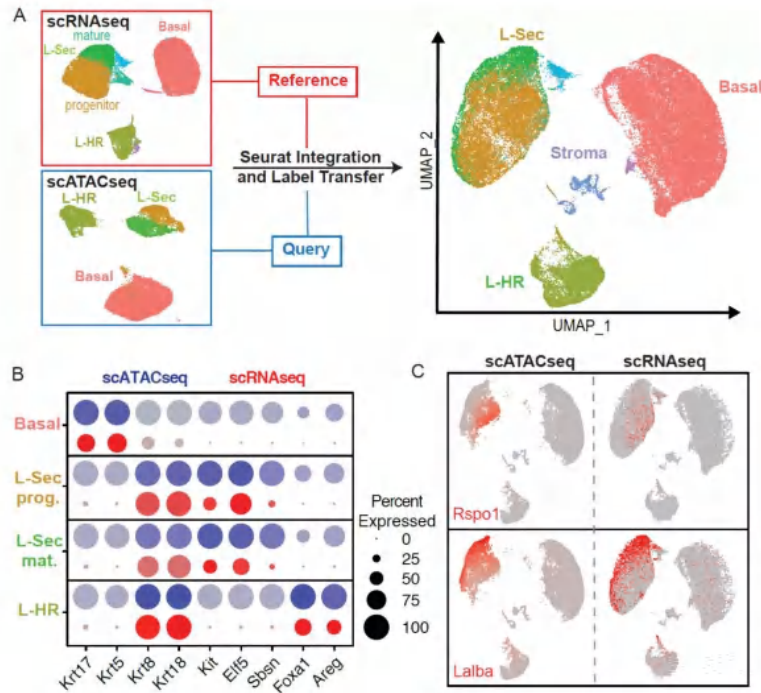 A
scRNAseq
mature
L-Sec
Basal
progenitor
L-HR
Reference
Seurat Integration
and Label Transfer
scATACseq
L-HR
L-Sec
Basal
Query
L-Sec
Basal
Stroma
L-HR
UMAP_2
UMAP_1
B
scATACseq
scRNAseq
Basal
L-Sec
prog.
L-Sec
mat.
L-HR
Krt17
Krt5
Krt8
Krt18
Kit
Elf5
Sbsn
Foxa1
Areg
Percent
Expressed
0
25
50
75
100
C
scATACseq
scRNAseq
Rspo1
Lalba